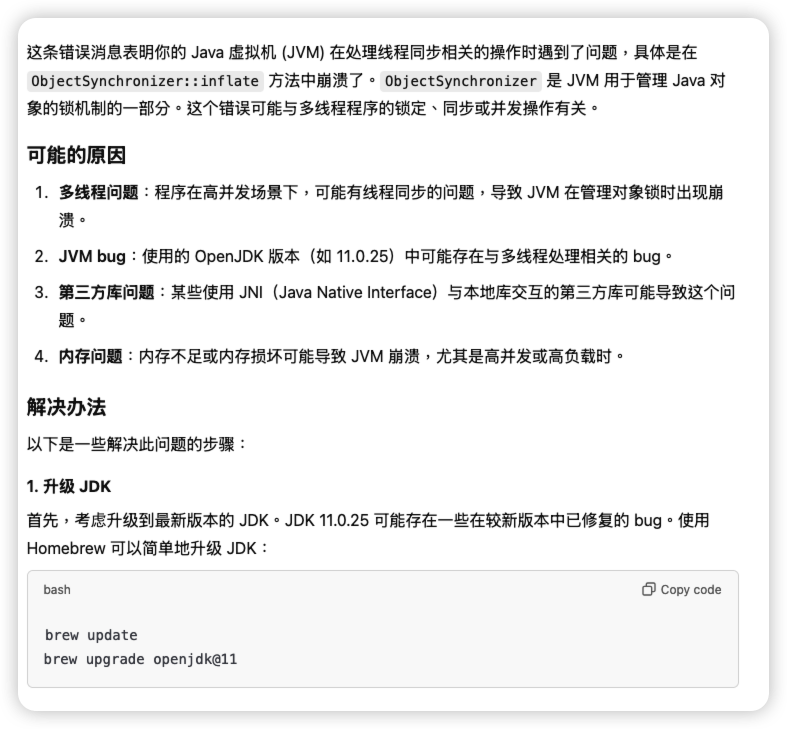 这条错误消息表明你的 Java 虚拟机 (JVM) 在处理线程同步相关的操作时遇到了问题，具体是在
ObjectSynchronizer::inflate 方法中崩溃了。ObjectSynchronizer 是 JVM 用于管理 Java 对
象的锁机制的一部分。这个错误可能与多线程程序的锁定、同步或并发操作有关。
可能的原因
1. 多线程问题：程序在高并发场景下，可能有线程同步的问题，导致 JVM 在管理对象锁时出现崩
溃。
2. JVM bug：使用的 OpenJDK 版本（如 11.0.25）中可能存在与多线程处理相关的 bug。
3. 第三方库问题：某些使用 JNI（Java Native Interface）与本地库交互的第三方库可能导致这个问
题。
4. 内存问题：内存不足或内存损坏可能导致 JVM 崩溃，尤其是高并发或高负载时。
解决办法
以下是一些解决此问题的步骤：
1. 升级 JDK
首先，考虑升级到最新版本的 JDK。JDK 11.0.25 可能存在一些在较新版本中已修复的 bug。使用
Homebrew 可以简单地升级 JDK：
bash Copy code
brew update
brew upgrade openjdk@11